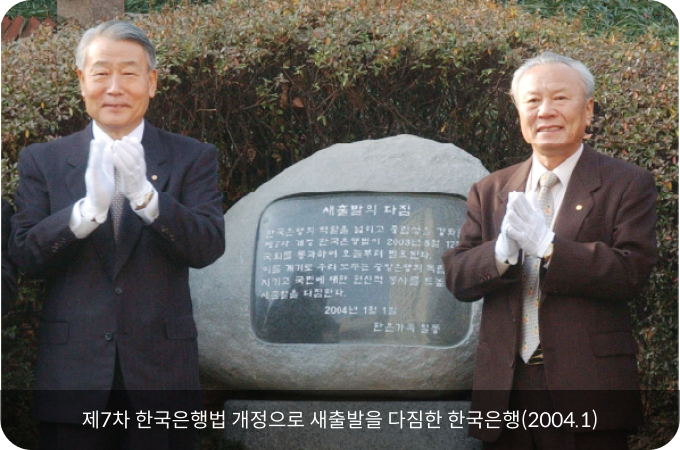 새출발의 다짐
한국은행의 역할을 넓히고 중립성을 강화한
제7차 개정 한국은행법이 2003년 8월 12일
국회를 통과하여 오늘부터 발효된다.
이를 계기로 우리 모두는 중앙은행의 독립
지키고 국민에 대한 헌신적 봉사를 드높
새출발을 다짐한다.
2004년 1월 1일
한은가족 일동
제7차 한국은행법 개정으로 새출발을 다짐한 한국은행(2004.1)